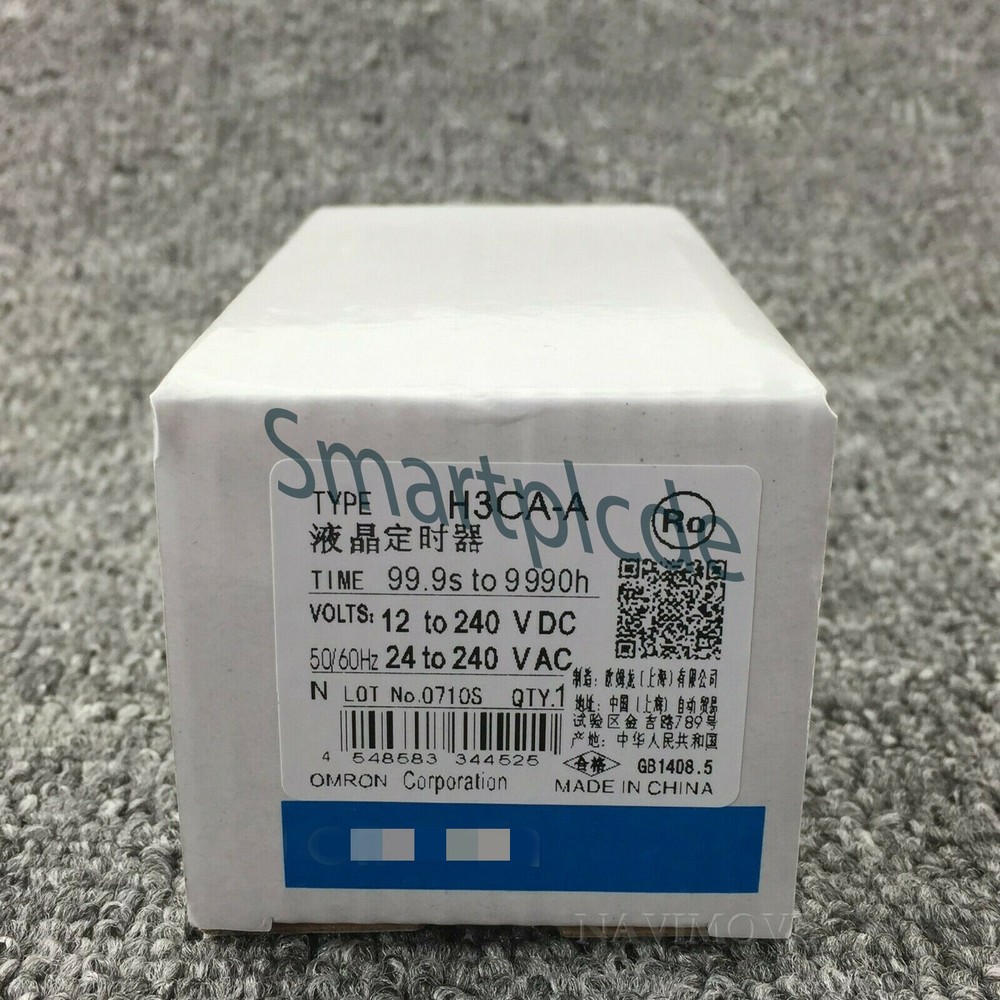 Smartplcde
TYPE H3CA-A
Ro
液晶定时器
TIME 99.9s to 9990h
VOLTS: 12 to 240 VDC
50/60Hz 24 to 240 VAC
N LOT No.0710S QTY.1
4 548583 344525
OMRON Corporation
制造: 欧姆龙(上海)有限公司
地址: 中国(上海)自动贸易
试验区金吉路789号
产地: 中华人民共和国
合格 GB1408.5
MADE IN CHINA
NAVIMOV